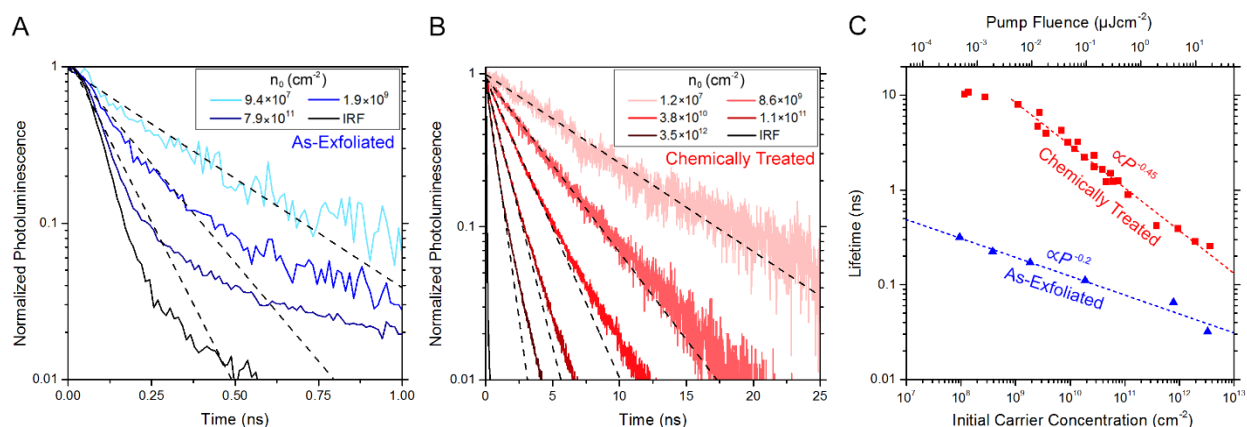 A
Normalized Photoluminescence
1
0.1
0.01
n₀ (cm⁻²)
9.4×10⁷
1.9×10⁹
7.9×10¹¹
IRF
As-Exfoliated
0.00
0.25
0.50
0.75
1.00
Time (ns)
B
Normalized Photoluminescence
1
0.1
0.01
n₀ (cm⁻²)
1.2×10⁷
8.6×10⁹
3.8×10¹⁰
1.1×10¹¹
3.5×10¹²
IRF
Chemically Treated
0
5
10
15
20
25
Time (ns)
C
Pump Fluence (μJcm⁻²)
10⁻⁴
10⁻³
10⁻²
10⁻¹
10⁰
10¹
Lifetime (ns)
10
1
0.1
0.01
∝P⁻⁰·⁴⁵
Chemically Treated
∝P⁻⁰·²
As-Exfoliated
10⁷
10⁸
10⁹
10¹⁰
10¹¹
10¹²
10¹³
Initial Carrier Concentration (cm⁻²)